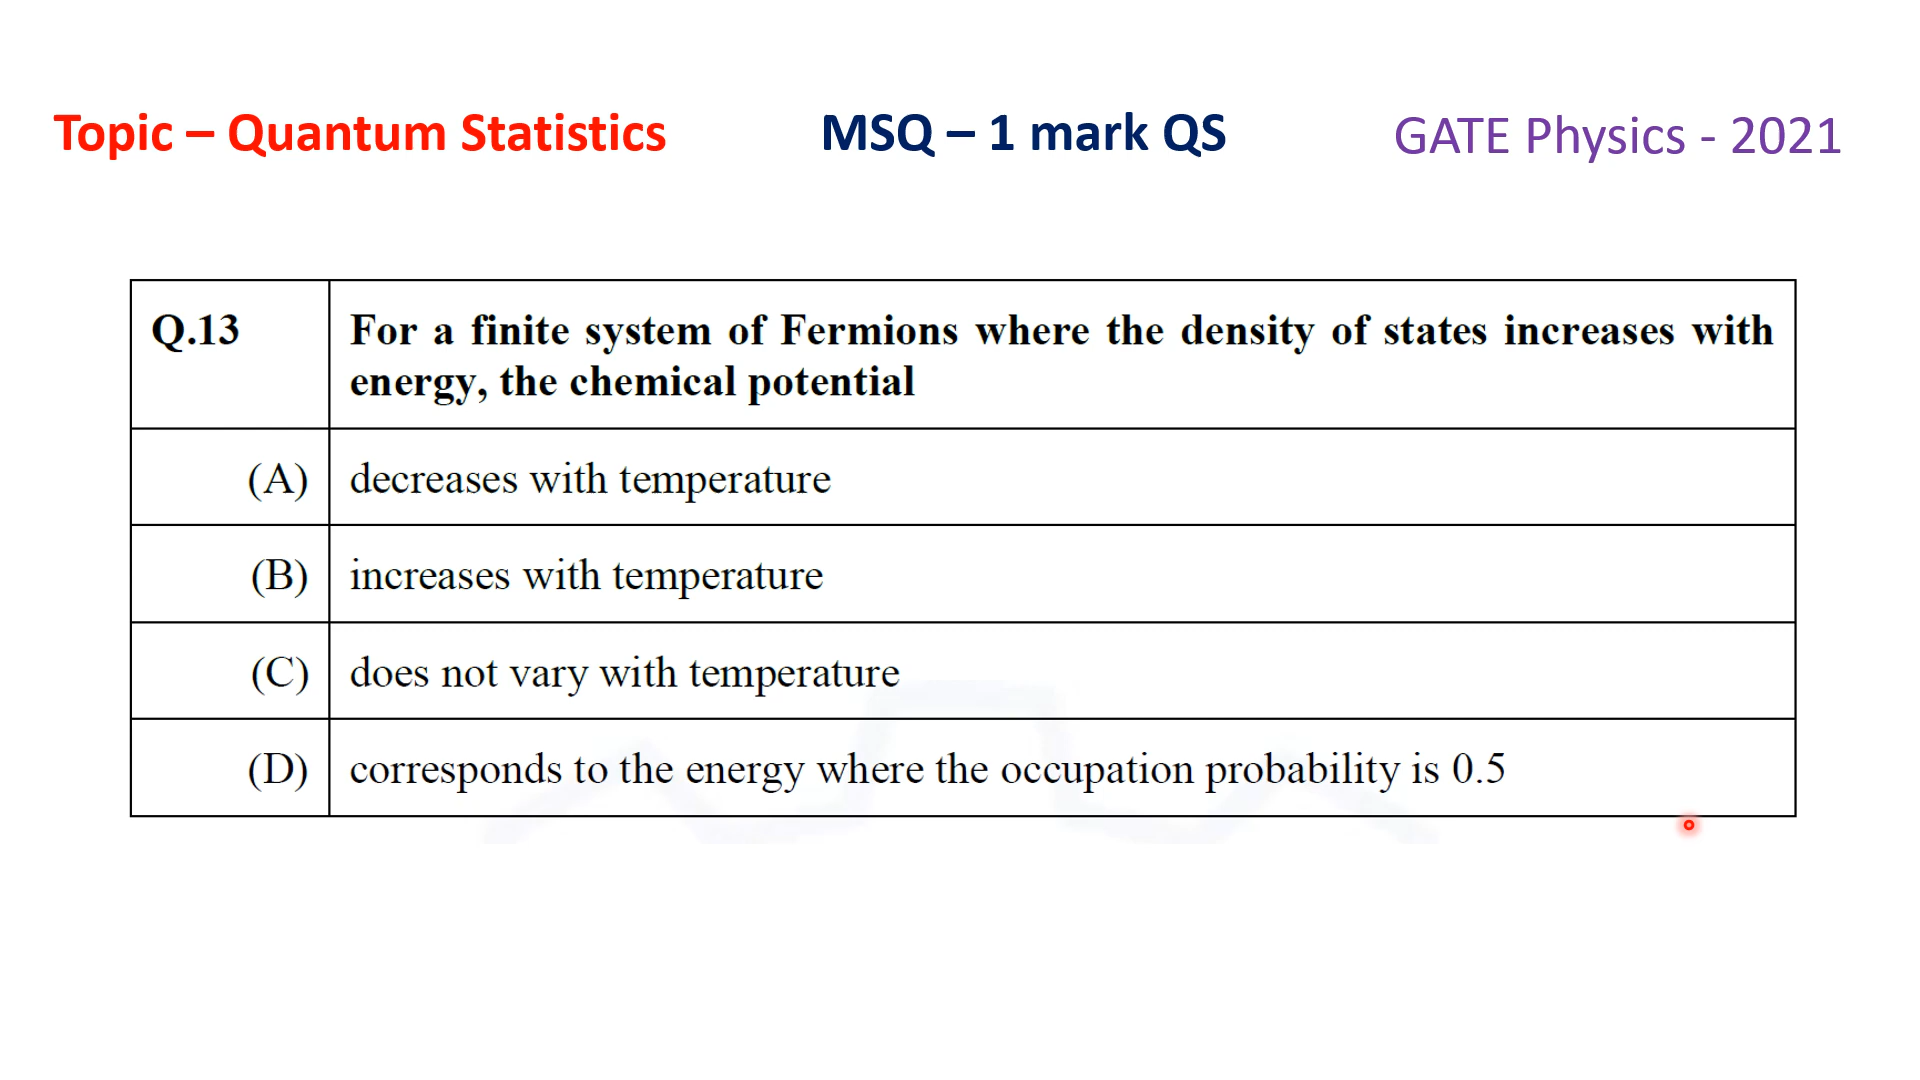 Topic – Quantum Statistics MSQ – 1 mark QS GATE Physics - 2021
Q.13 For a finite system of Fermions where the density of states increases with
energy, the chemical potential
(A) decreases with temperature
(B) increases with temperature
(C) does not vary with temperature
(D) corresponds to the energy where the occupation probability is 0.5